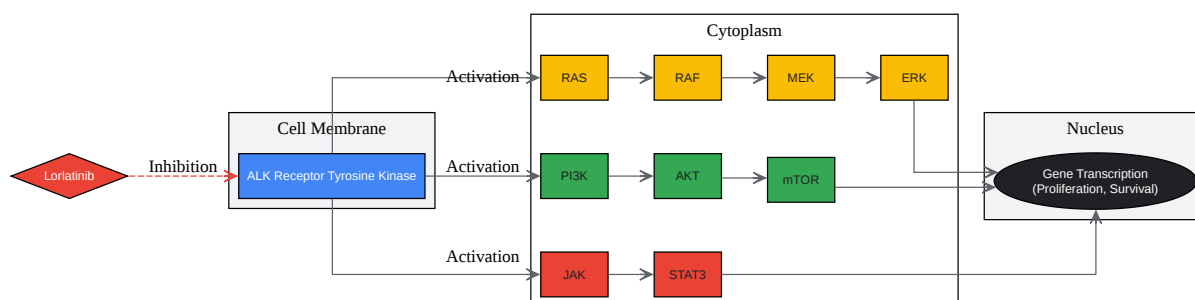 Cytoplasm
Activation
RAS
RAF
MEK
ERK
Cell Membrane
Nucleus
Lorlatinib
Inhibition
ALK Receptor Tyrosine Kinase
Activation
PI3K
AKT
mTOR
Gene Transcription
(Proliferation, Survival)
Activation
JAK
STAT3